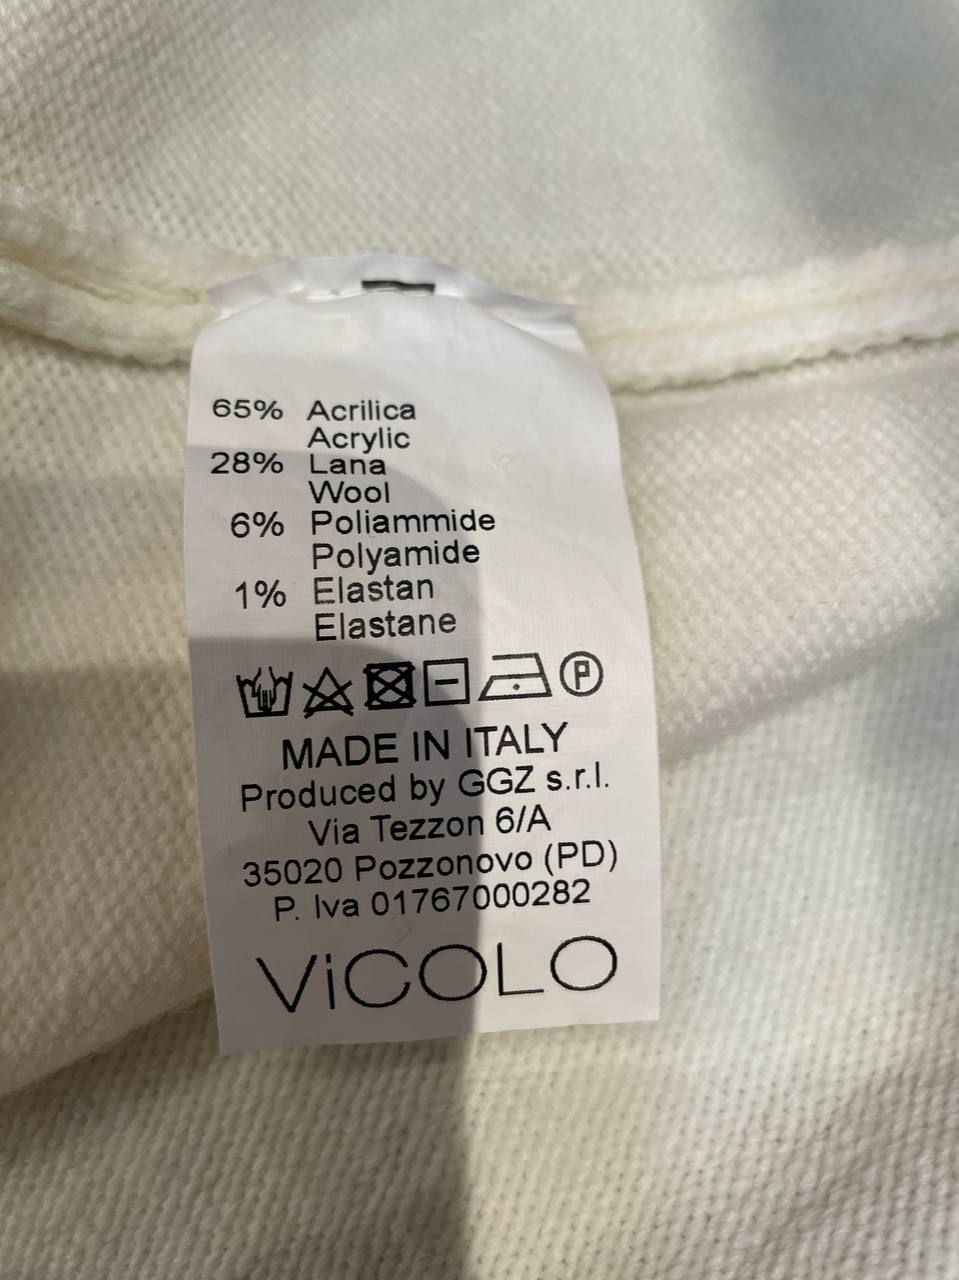 65% Acrilica
Acrylic
28% Lana
Wool
6% Poliammide
Polyamide
1% Elastan
Elastane
P
MADE IN ITALY
Produced by GGZ s.r.l.
Via Tezzon 6/A
35020 Pozzonovo (PD)
P. Iva 01767000282
ViCOLO